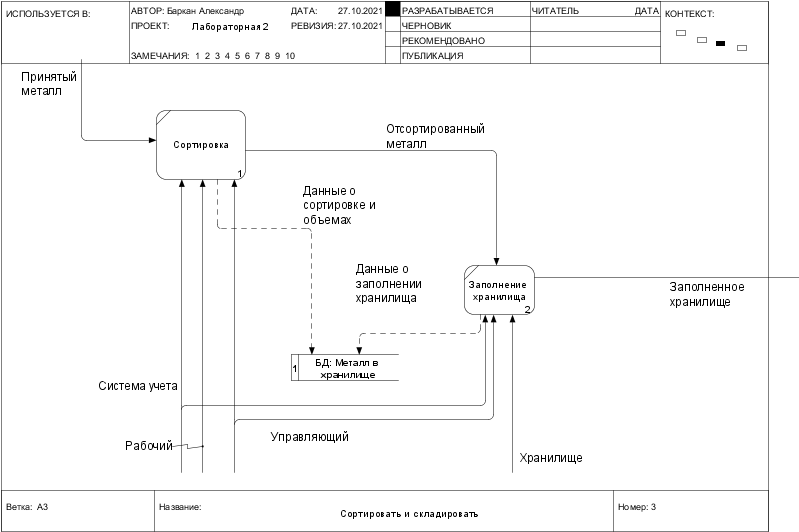 ИСПОЛЬЗУЕТСЯ В:
АВТОР: Баркан Александр
ДАТА: 27.10.2021
РАЗРАБАТЫВАЕТСЯ
ЧИТАТЕЛЬ
ДАТА
КОНТЕКСТ:
ПРОЕКТ: Лабораторная 2
РЕВИЗИЯ: 27.10.2021
ЧЕРНОВИК
РЕКОМЕНДОВАНО
ЗАМЕЧАНИЯ: 1 2 3 4 5 6 7 8 9 10
ПУБЛИКАЦИЯ
Принятый
металл
Сортировка
1
Отсортированный
металл
Данные о
сортировке и
объемах
Данные о
заполнении
хранилища
Заполнение
хранилища
2
Заполненное
хранилище
1
БД: Металл в
хранилище
Система учета
Рабочий
Управляющий
Хранилище
Ветка: A3
Название:
Сортировать и складировать
Номер: 3